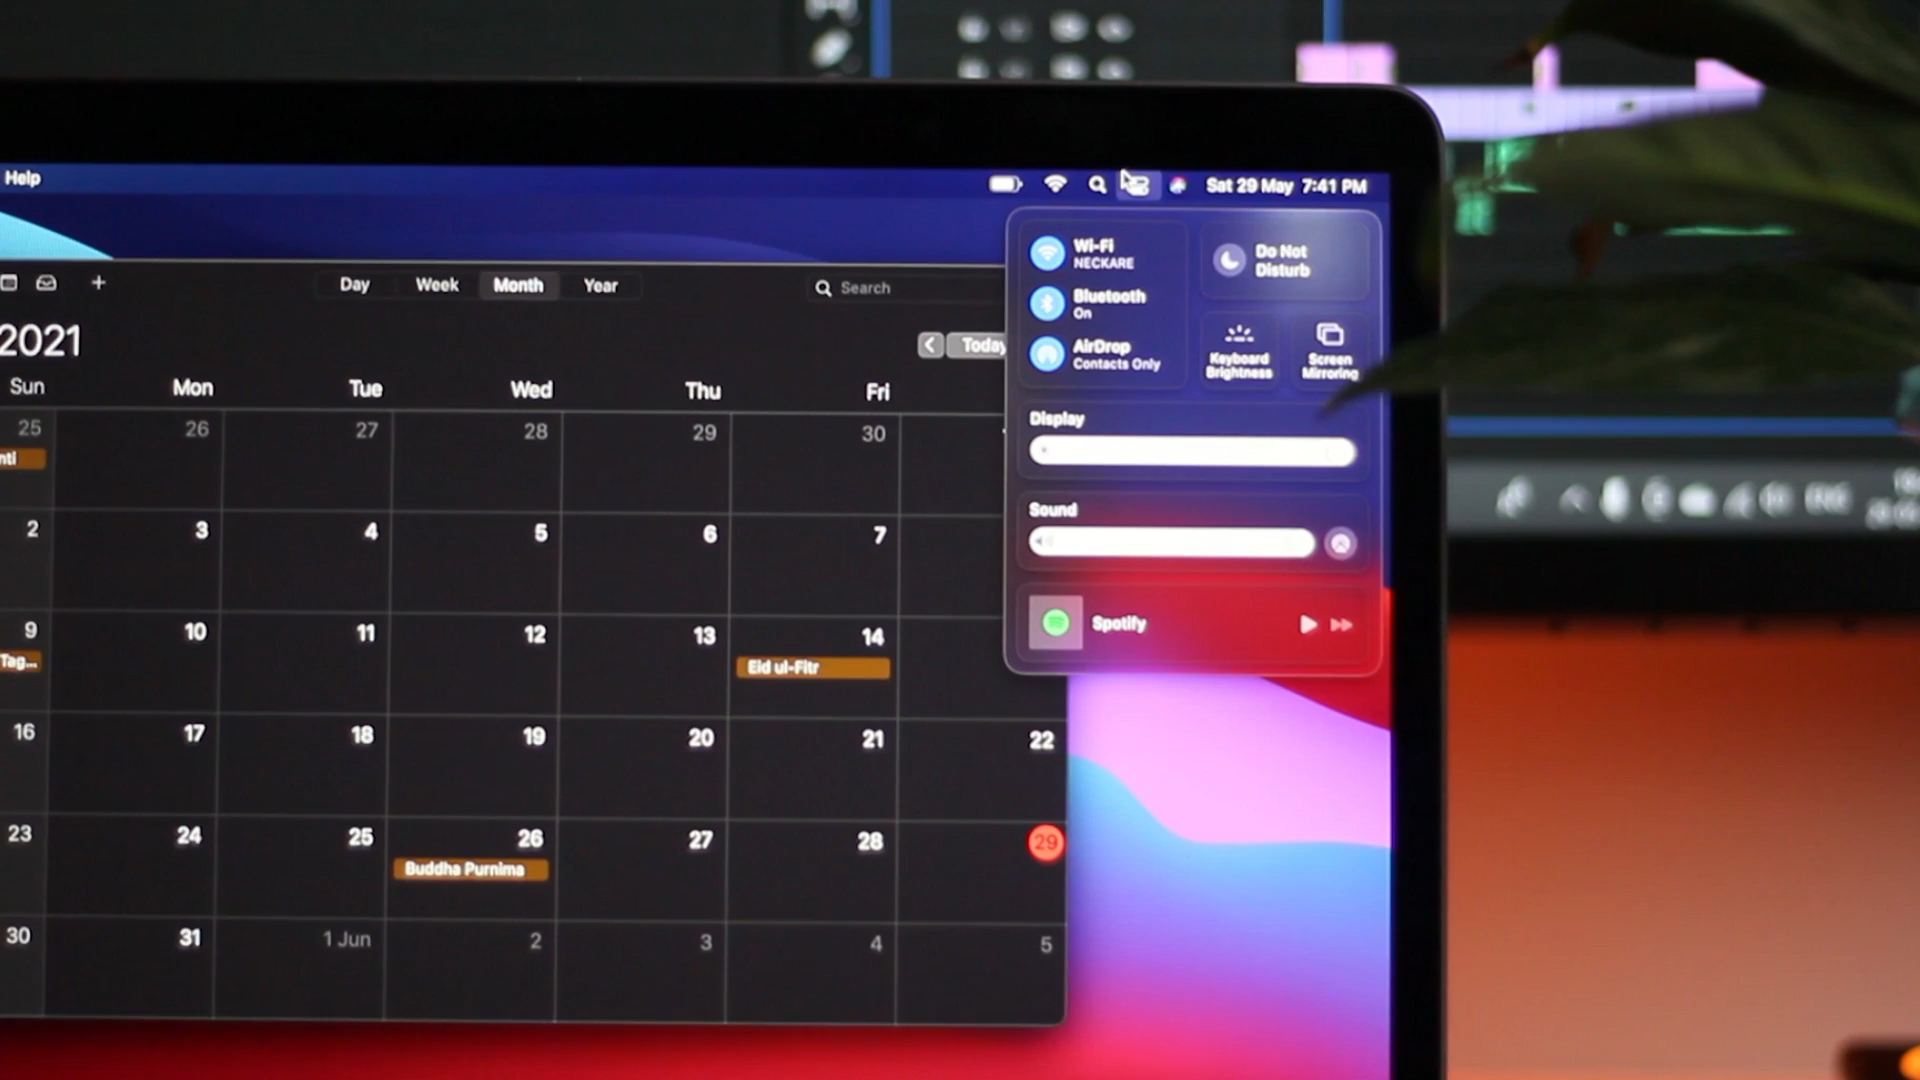 Help
Sat 29 May 7:41 PM
Wi-Fi
NECKARE
Bluetooth
On
AirDrop
Contacts Only
Do Not
Disturb
Keyboard
Brightness
Screen
Mirroring
Display
Sound
Spotify
Day Week Month Year
Search
2021
Today
Sun Mon Tue Wed Thu Fri
25 26 27 28 29 30
nti
2 3 4 5 6 7
9 10 11 12 13 14
Tag... Eid ul-Fitr
16 17 18 19 20 21 22
23 24 25 26 27 28 29
Buddha Purnima
30 31 1 Jun 2 3 4 5
ENG